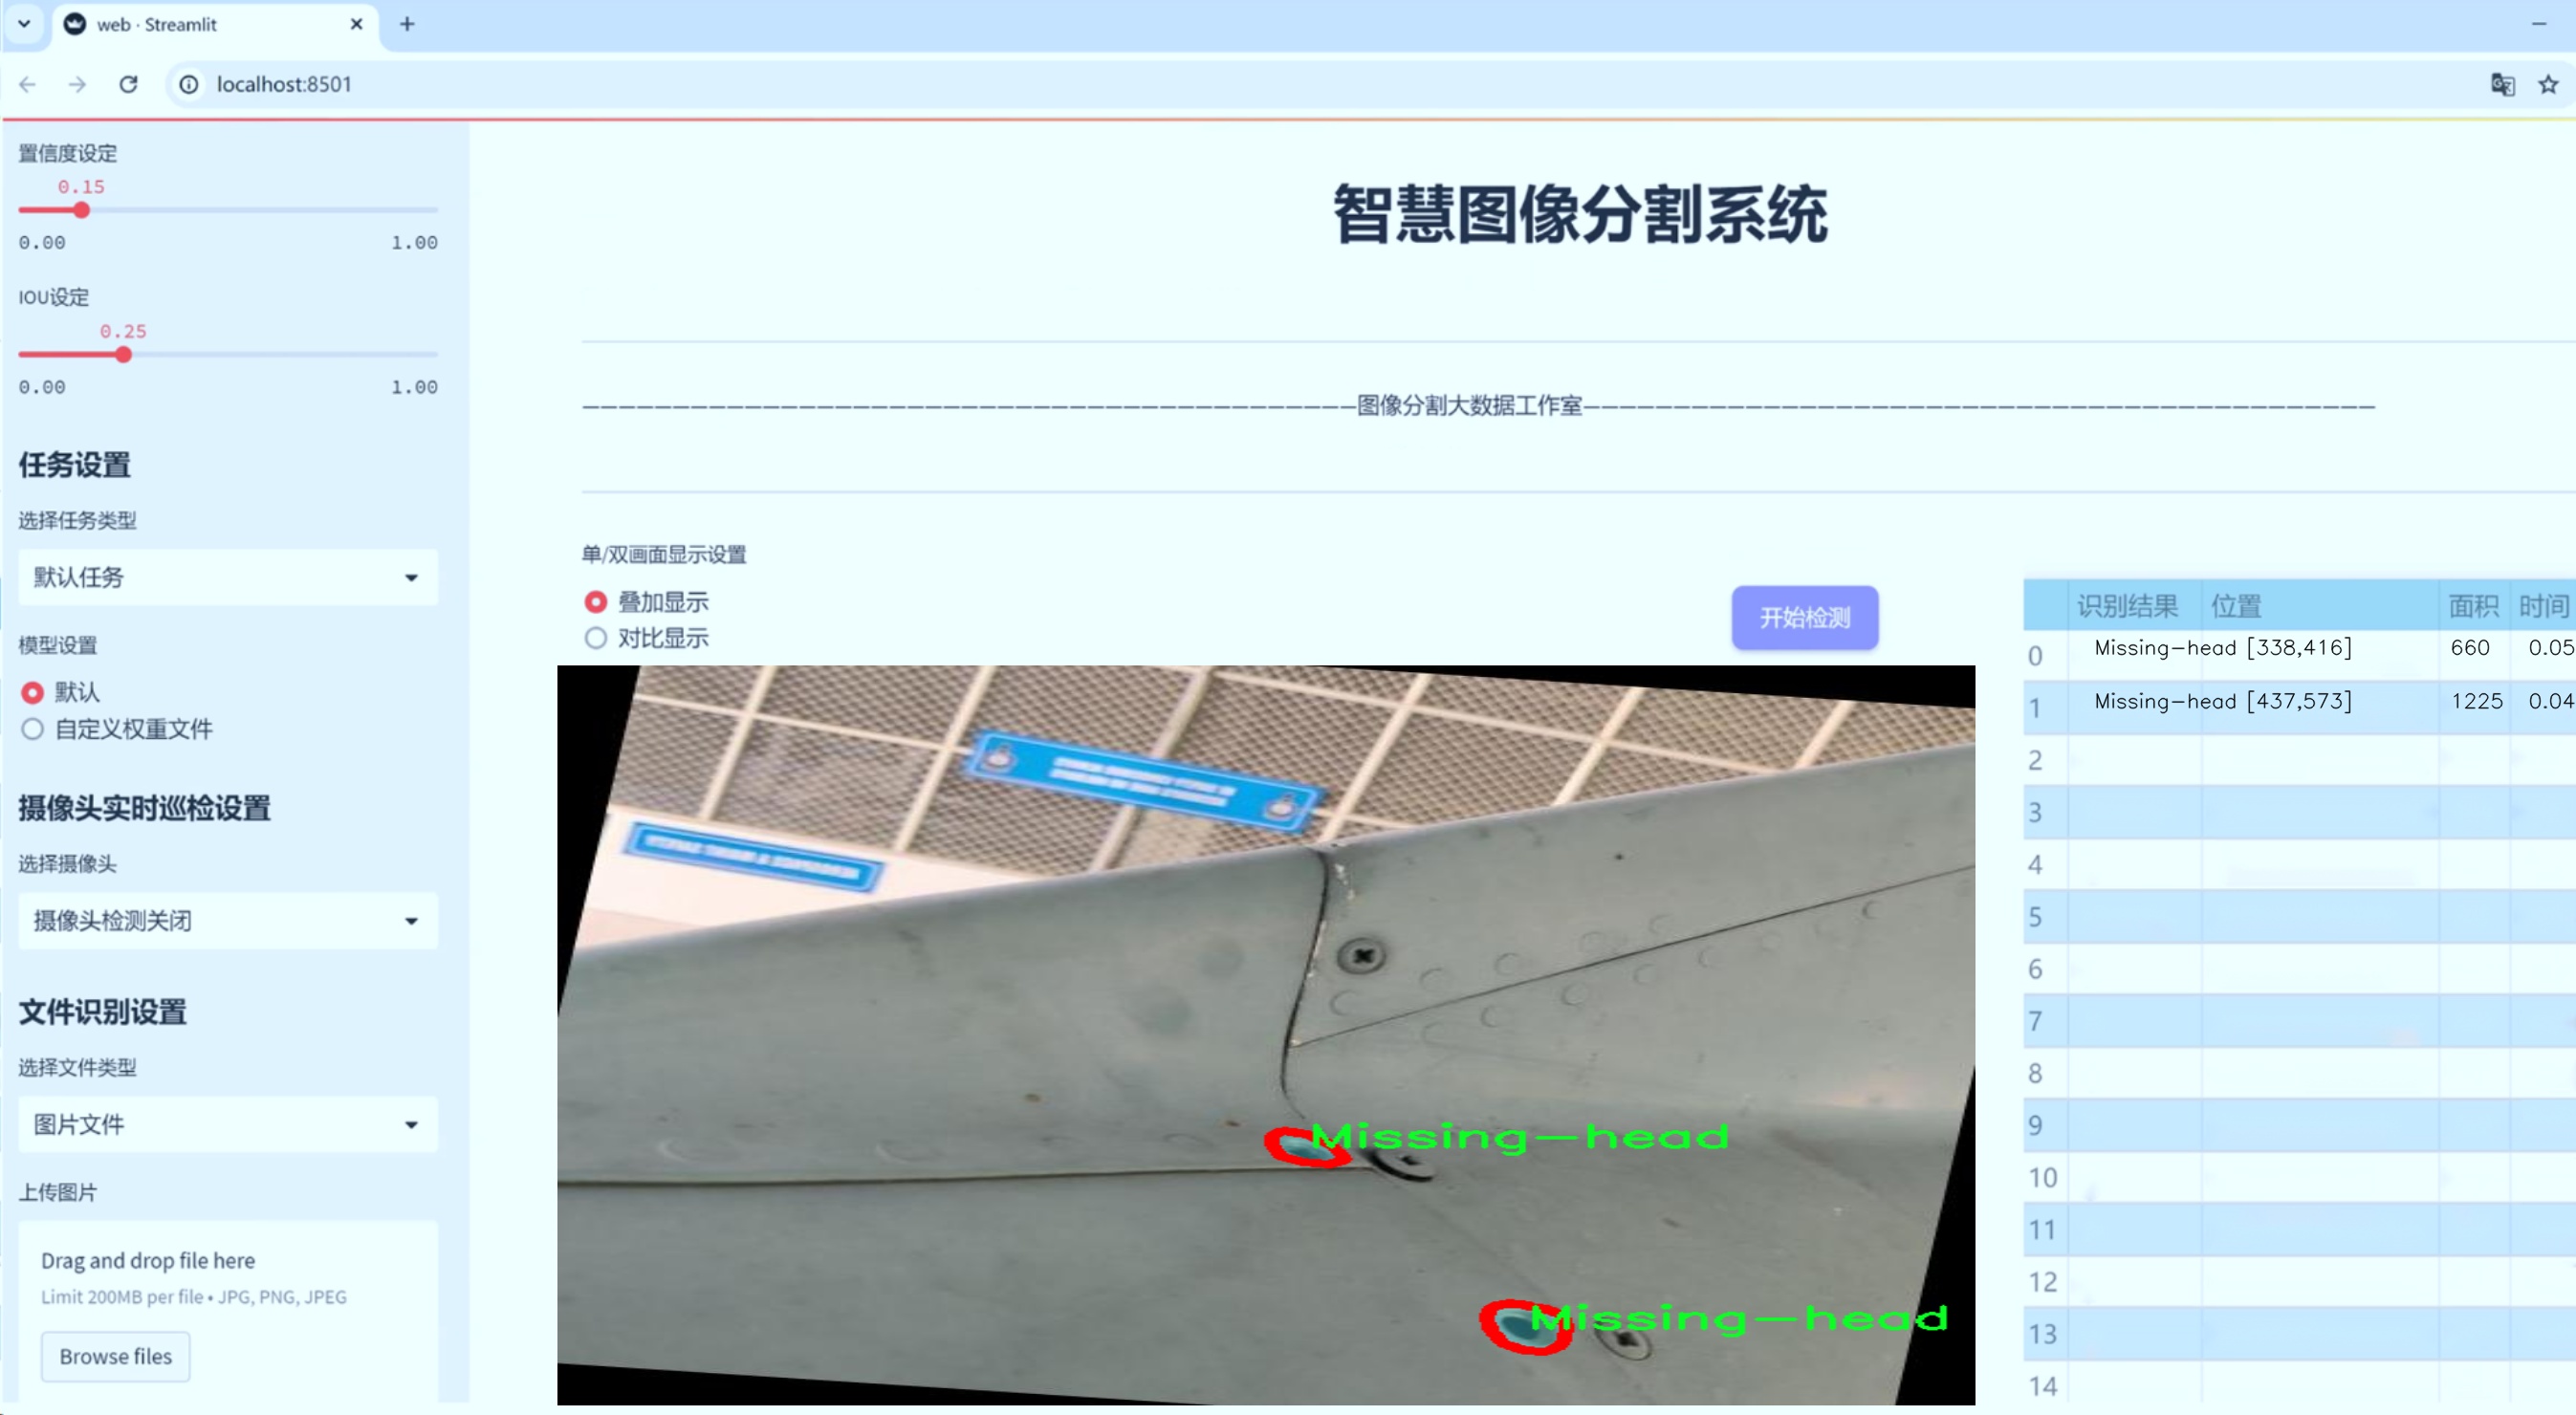 web · Streamlit
localhost:8501
置信度设定
0.15
0.00 1.00
IOU设定
0.25
0.00 1.00
任务设置
选择任务类型
默认任务
模型设置
默认
自定义权重文件
摄像头实时巡检设置
选择摄像头
摄像头检测关闭
文件识别设置
选择文件类型
图片文件
上传图片
Drag and drop file here
Limit 200MB per file • JPG, PNG, JPEG
Browse files
智慧图像分割系统
———————————————————————————————————————————图像分割大数据工作室————————————————————————————————————————————
单/双画面显示设置
叠加显示
对比显示
开始检测
Missing-head
Missing-head
识别结果 位置 面积 时间
0 Missing-head [338,416] 660 0.05
1 Missing-head [437,573] 1225 0.04
2
3
4
5
6
7
8
9
10
11
12
13
14